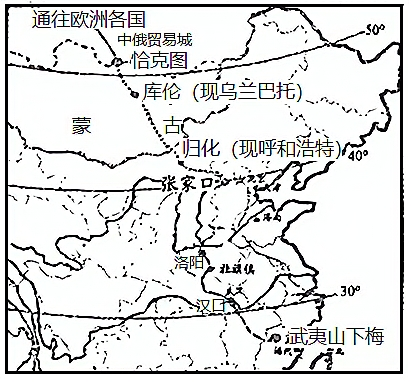 通往欧洲各国
中俄贸易城
恰克图
50°
库伦（现乌兰巴托）
蒙 古
归化（现呼和浩特）
40°
张家口
洛阳
汉口
30°
武夷山下梅